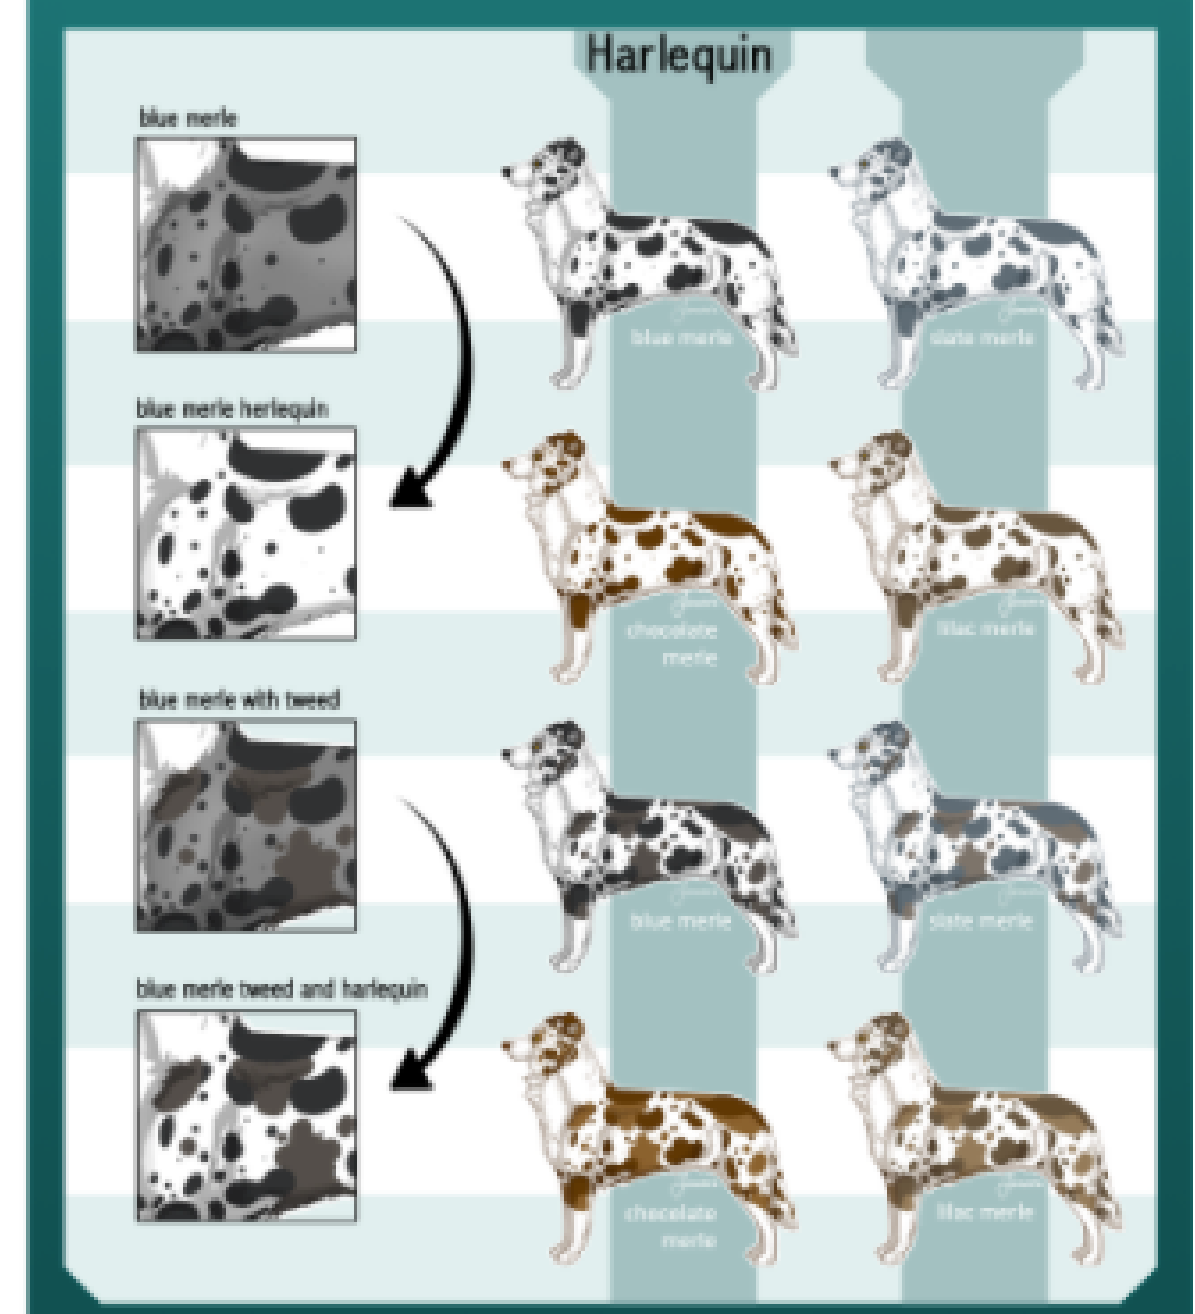 Harlequin
blue merle
blue merle
slate merle
blue merle herlequin
chocolate
merle
lilac merle
blue merle with tweed
blue merle
slate merle
blue merle tweed and harlequin
chocolate
merle
lilac merle